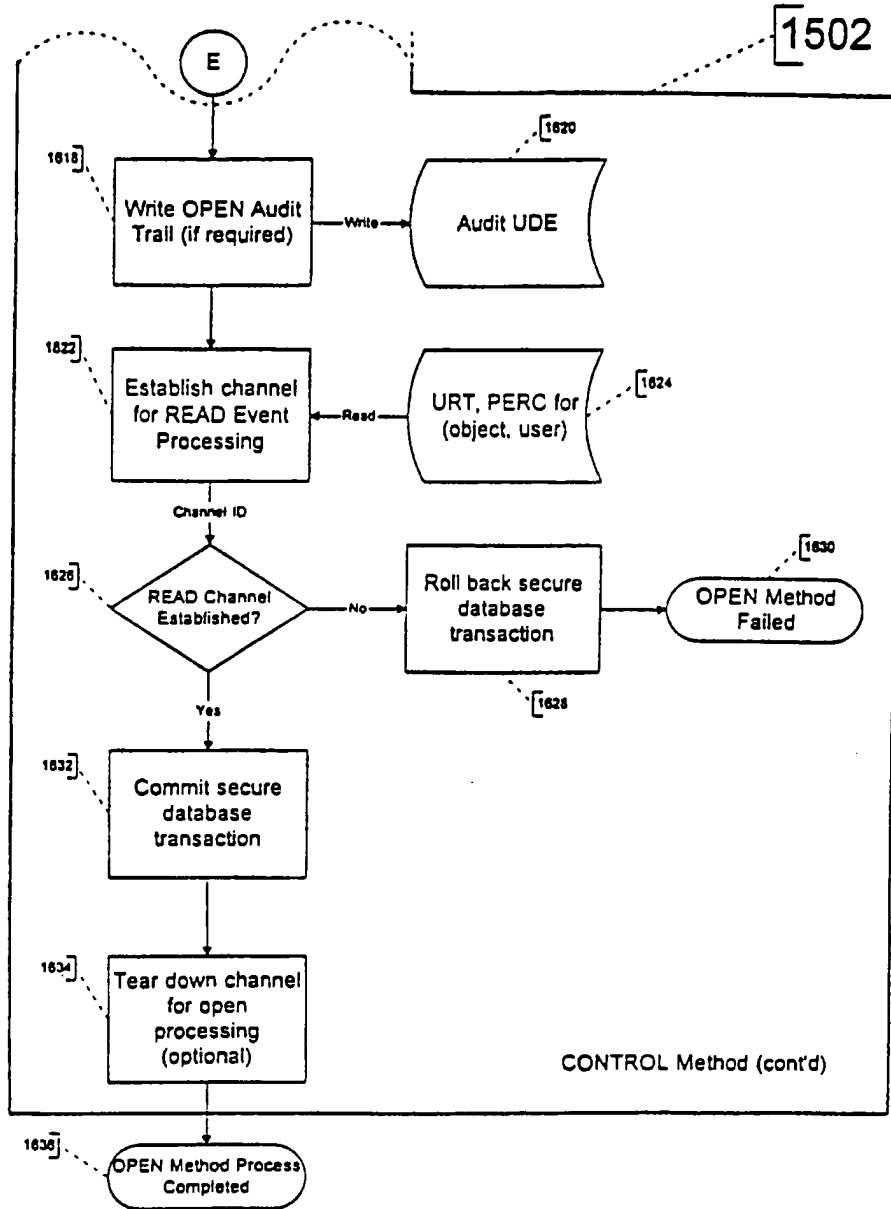 1502
E
1618
Write OPEN Audit
Trail (if required)
Write
1620
Audit UDE
1622
Establish channel
for READ Event
Processing
Read
URT, PERC for
(object, user)
1624
Channel ID
1626
READ Channel
Established?
No
Roll back secure
database
transaction
1628
1630
OPEN Method
Failed
Yes
1632
Commit secure
database
transaction
1634
Tear down channel
for open
processing
(optional)
CONTROL Method (cont'd)
1636
OPEN Method Process
Completed